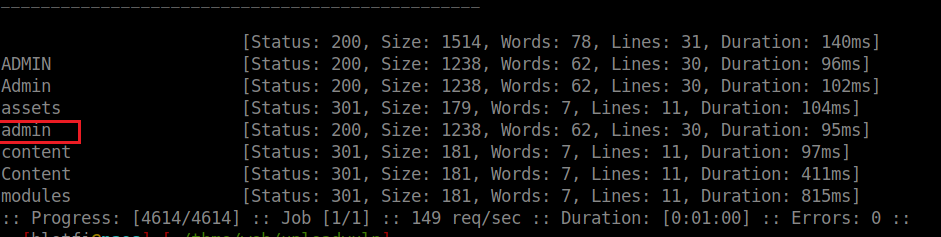 ________________________________________________
[Status: 200, Size: 1514, Words: 78, Lines: 31, Duration: 140ms]
ADMIN [Status: 200, Size: 1238, Words: 62, Lines: 30, Duration: 96ms]
Admin [Status: 200, Size: 1238, Words: 62, Lines: 30, Duration: 102ms]
assets [Status: 301, Size: 179, Words: 7, Lines: 11, Duration: 104ms]
admin [Status: 200, Size: 1238, Words: 62, Lines: 30, Duration: 95ms]
content [Status: 301, Size: 181, Words: 7, Lines: 11, Duration: 97ms]
Content [Status: 301, Size: 181, Words: 7, Lines: 11, Duration: 411ms]
modules [Status: 301, Size: 181, Words: 7, Lines: 11, Duration: 815ms]
:: Progress: [4614/4614] :: Job [1/1] :: 149 req/sec :: Duration: [0:01:00] :: Errors: 0 ::